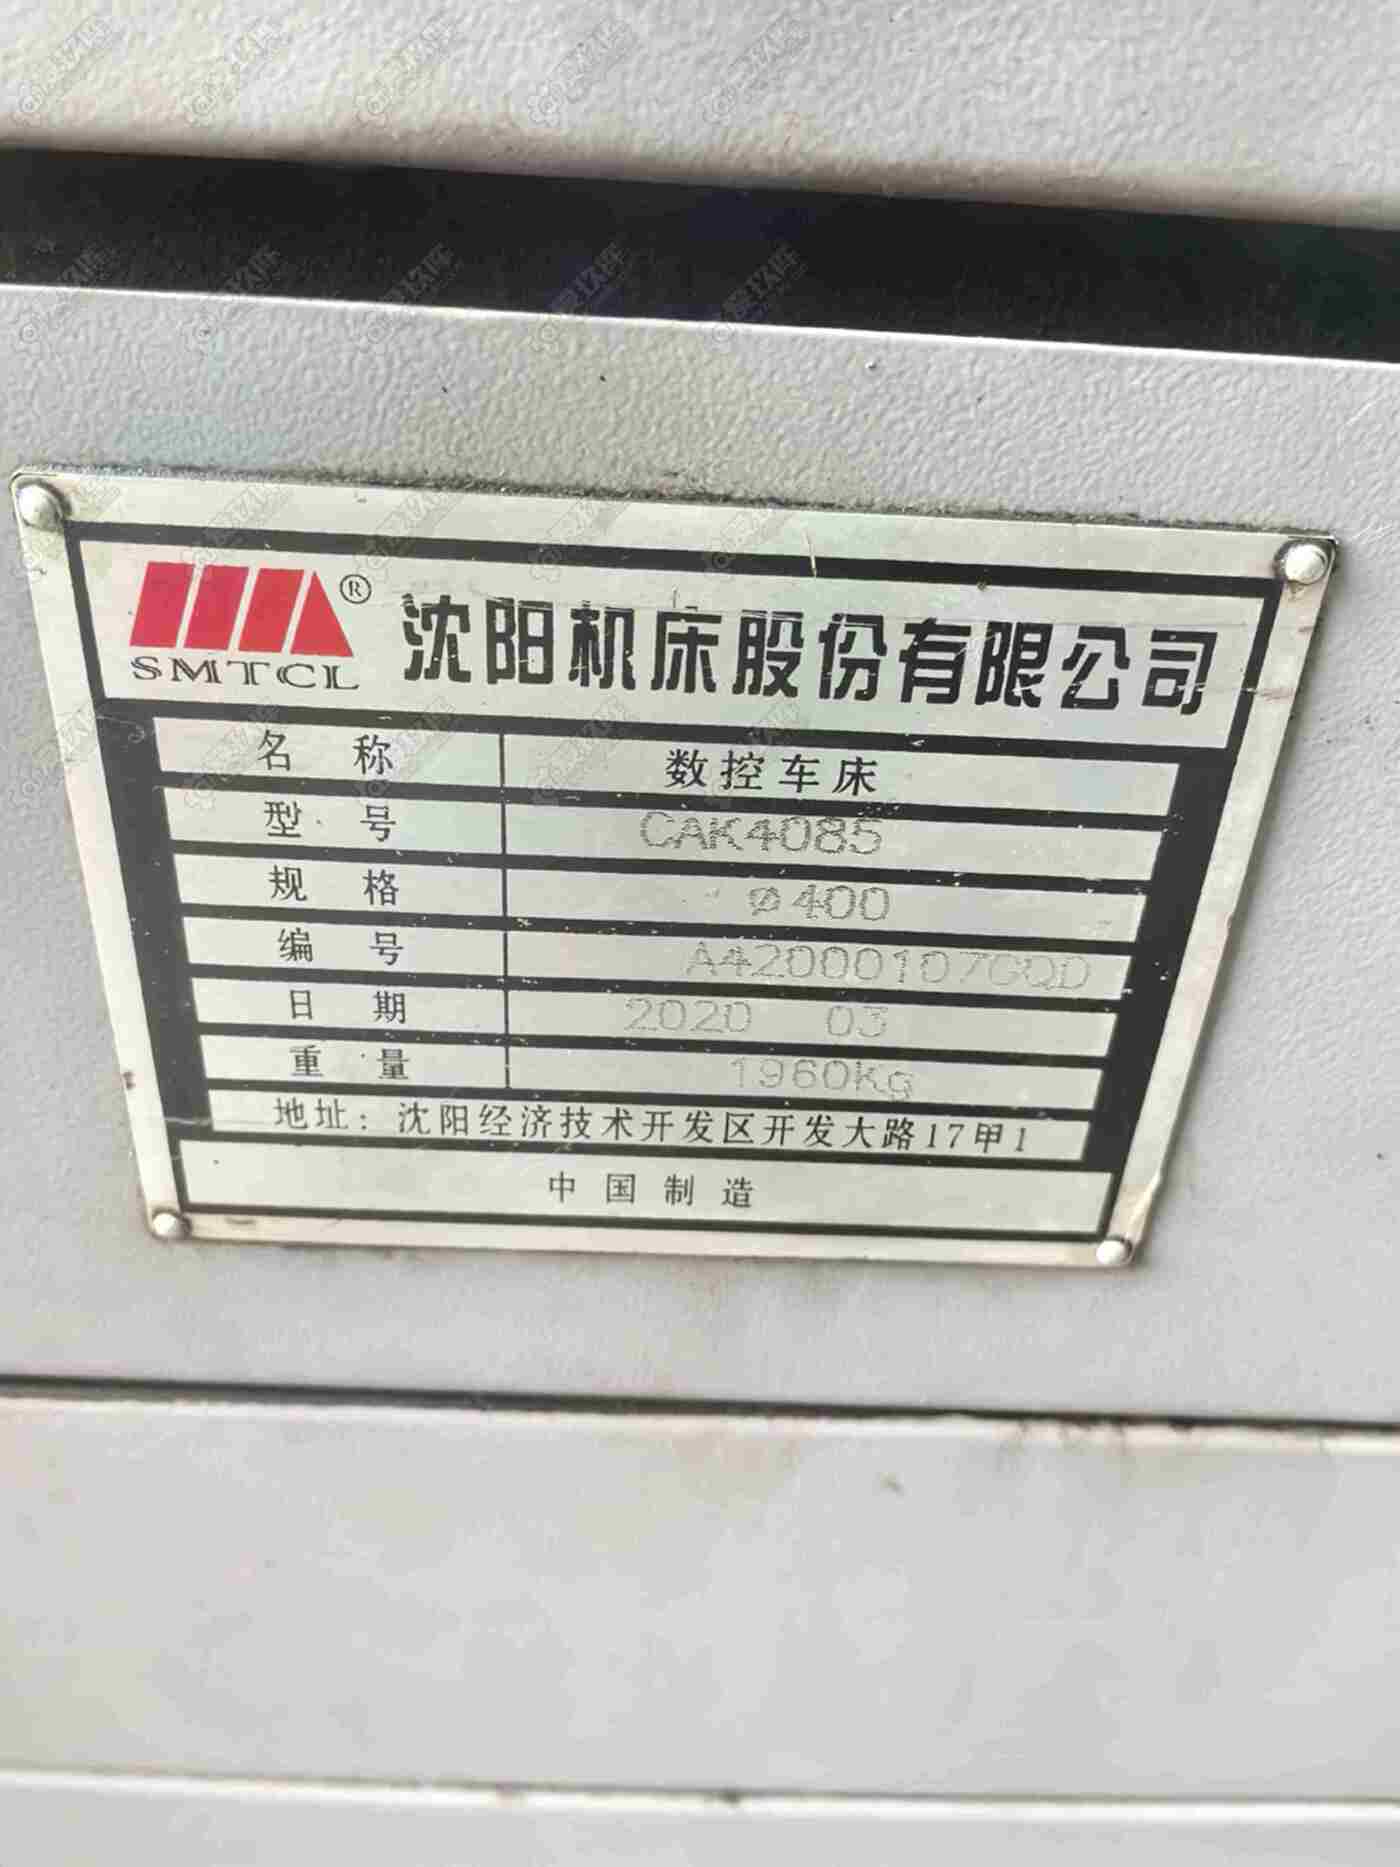 SMTCL ® 沈阳机床股份有限公司
名称 数控车床
型号 CAK4085
规格 ø400
编号 A42000107GQD
日期 2020 03
重量 1960Kg
地址：沈阳经济技术开发区开发大路17甲1
中国制造